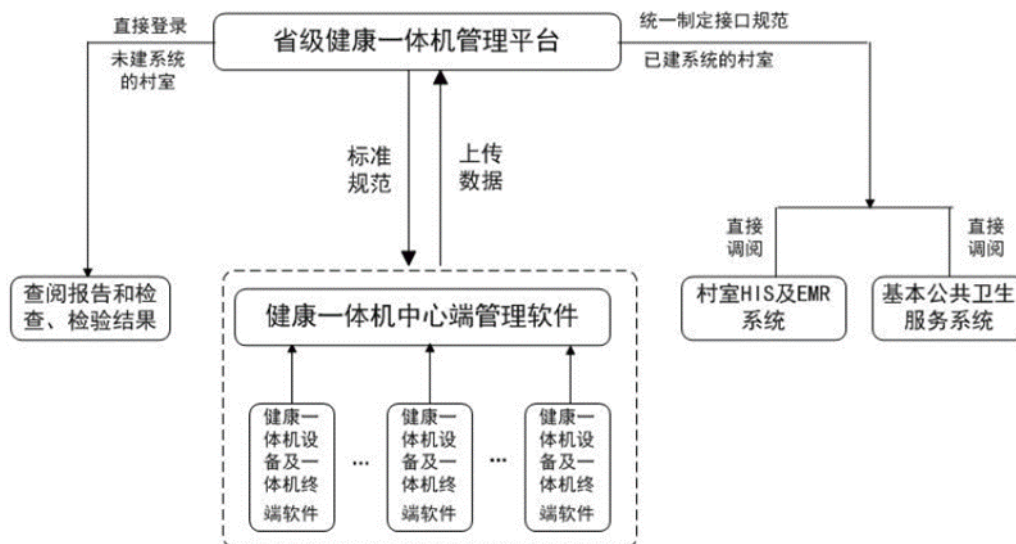 直接登录
未建系统
的村室
省级健康一体机管理平台
统一制定接口规范
已建系统的村室
标准
规范
上传
数据
直接
调阅
直接
调阅
查阅报告和检
查、检验结果
村室HIS及EMR
系统
基本公共卫生
服务系统
健康一体机中心端管理软件
健康一
体机设
备及一
体机终
端软件
...
健康一
体机设
备及一
体机终
端软件
...
健康一
体机设
备及一
体机终
端软件